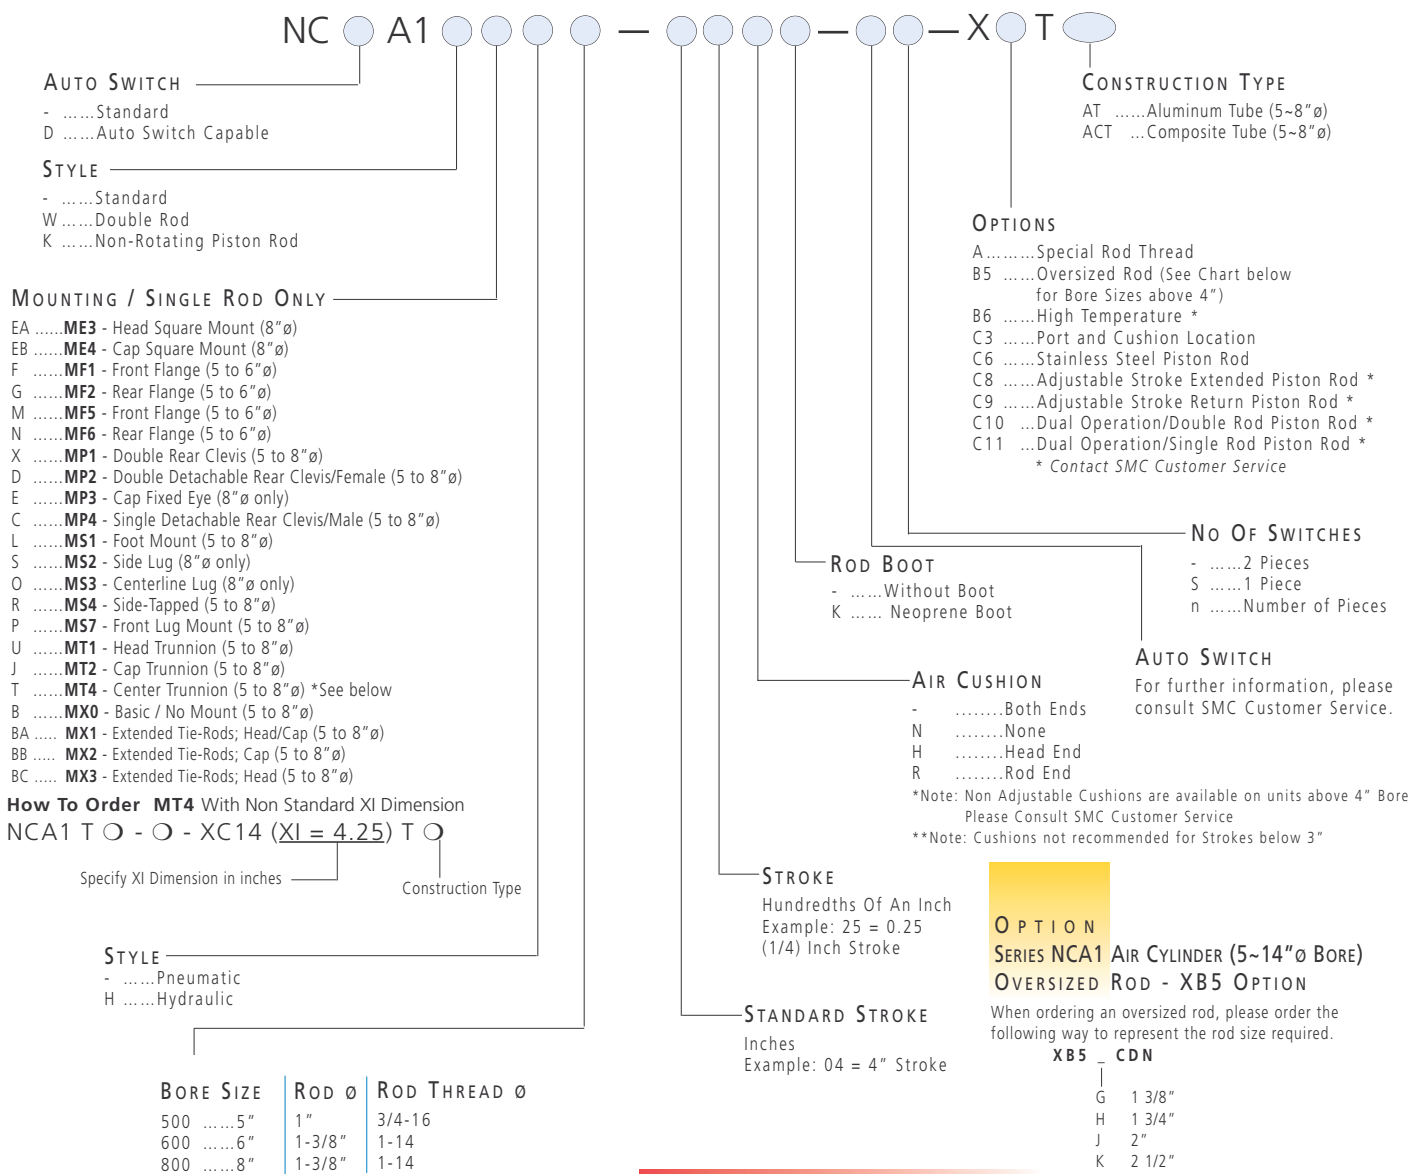 NC A1 – – – X T
AUTO SWITCH
- ......Standard
D ......Auto Switch Capable
STYLE
- ......Standard
W ......Double Rod
K ......Non-Rotating Piston Rod
MOUNTING / SINGLE ROD ONLY
EA ......ME3 - Head Square Mount (8"ø)
EB ......ME4 - Cap Square Mount (8"ø)
F ......MF1 - Front Flange (5 to 6"ø)
G ......MF2 - Rear Flange (5 to 6"ø)
M ......MF5 - Front Flange (5 to 6"ø)
N ......MF6 - Rear Flange (5 to 6"ø)
X ......MP1 - Double Rear Clevis (5 to 8"ø)
D ......MP2 - Double Detachable Rear Clevis/Female (5 to 8"ø)
E ......MP3 - Cap Fixed Eye (8"ø only)
C ......MP4 - Single Detachable Rear Clevis/Male (5 to 8"ø)
L ......MS1 - Foot Mount (5 to 8"ø)
S ......MS2 - Side Lug (8"ø only)
O ......MS3 - Centerline Lug (8"ø only)
R ......MS4 - Side-Tapped (5 to 8"ø)
P ......MS7 - Front Lug Mount (5 to 8"ø)
U ......MT1 - Head Trunnion (5 to 8"ø)
J ......MT2 - Cap Trunnion (5 to 8"ø)
T ......MT4 - Center Trunnion (5 to 8"ø) *See below
B ......MX0 - Basic / No Mount (5 to 8"ø)
BA ..... MX1 - Extended Tie-Rods; Head/Cap (5 to 8"ø)
BB ..... MX2 - Extended Tie-Rods; Cap (5 to 8"ø)
BC ..... MX3 - Extended Tie-Rods; Head (5 to 8"ø)
How To Order MT4 With Non Standard XI Dimension
NCA1 T O - O - XC14 (XI = 4.25) T O
Specify XI Dimension in inches
Construction Type
STYLE
- ......Pneumatic
H ......Hydraulic
BORE SIZE ROD Ø ROD THREAD Ø
500 ......5" 1" 3/4-16
600 ......6" 1-3/8" 1-14
800 ......8" 1-3/8" 1-14
CONSTRUCTION TYPE
AT ......Aluminum Tube (5~8"ø)
ACT ...Composite Tube (5~8"ø)
OPTIONS
A.........Special Rod Thread
B5 ......Oversized Rod (See Chart below
for Bore Sizes above 4")
B6 ......High Temperature *
C3 ......Port and Cushion Location
C6 ......Stainless Steel Piston Rod
C8 ......Adjustable Stroke Extended Piston Rod *
C9 ......Adjustable Stroke Return Piston Rod *
C10 ...Dual Operation/Double Rod Piston Rod *
C11 ...Dual Operation/Single Rod Piston Rod *
* Contact SMC Customer Service
NO OF SWITCHES
- ......2 Pieces
S ......1 Piece
n ......Number of Pieces
AUTO SWITCH
For further information, please
consult SMC Customer Service.
ROD BOOT
- ......Without Boot
K ...... Neoprene Boot
AIR CUSHION
- ........Both Ends
N ........None
H ........Head End
R ........Rod End
*Note: Non Adjustable Cushions are available on units above 4" Bore
Please Consult SMC Customer Service
**Note: Cushions not recommended for Strokes below 3"
STROKE
Hundredths Of An Inch
Example: 25 = 0.25
(1/4) Inch Stroke
STANDARD STROKE
Inches
Example: 04 = 4" Stroke
OPTION
SERIES NCA1 AIR CYLINDER (5~14"Ø BORE)
OVERSIZED ROD - XB5 OPTION
When ordering an oversized rod, please order the
following way to represent the rod size required.
XB5 _ CDN
G 1 3/8"
H 1 3/4"
J 2"
K 2 1/2"